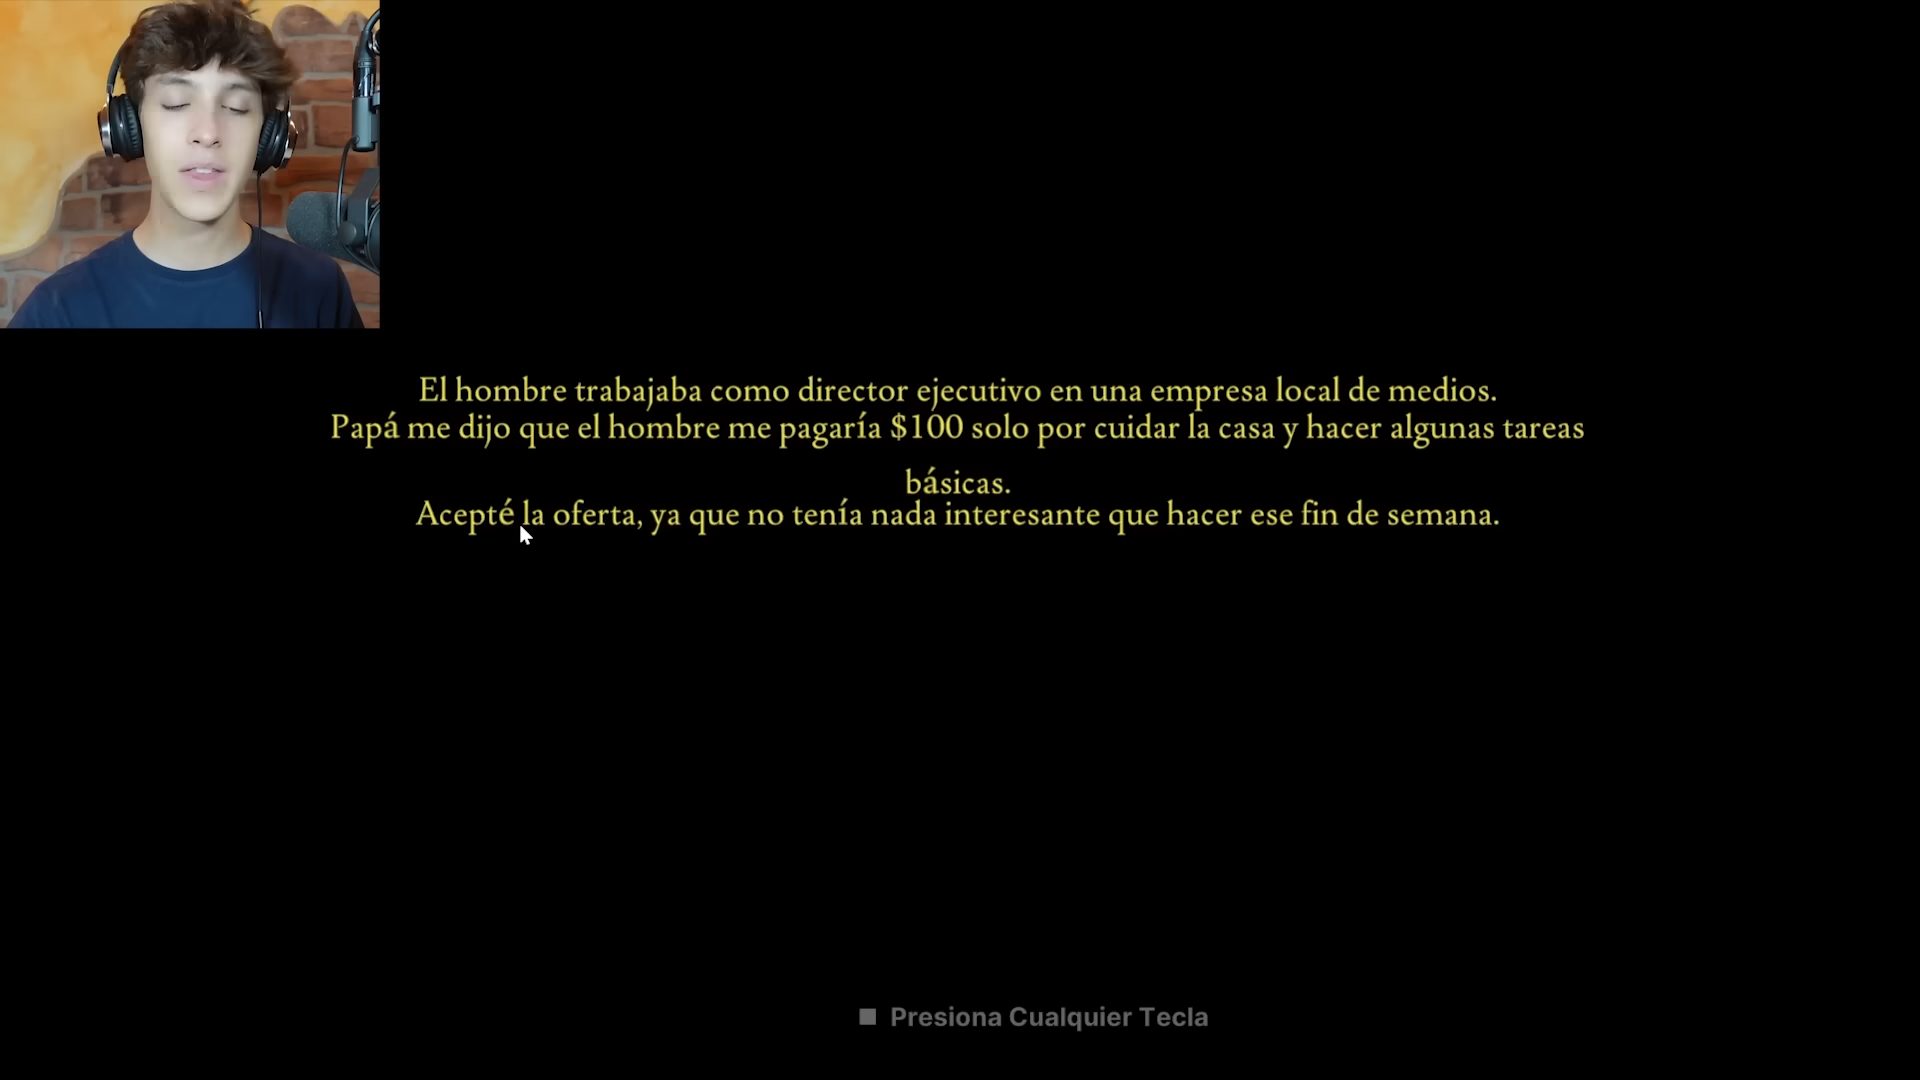 El hombre trabajaba como director ejecutivo en una empresa local de medios.
Papá me dijo que el hombre me pagaría $100 solo por cuidar la casa y hacer algunas tareas
básicas.
Acepté la oferta, ya que no tenía nada interesante que hacer ese fin de semana.
Presiona Cualquier Tecla